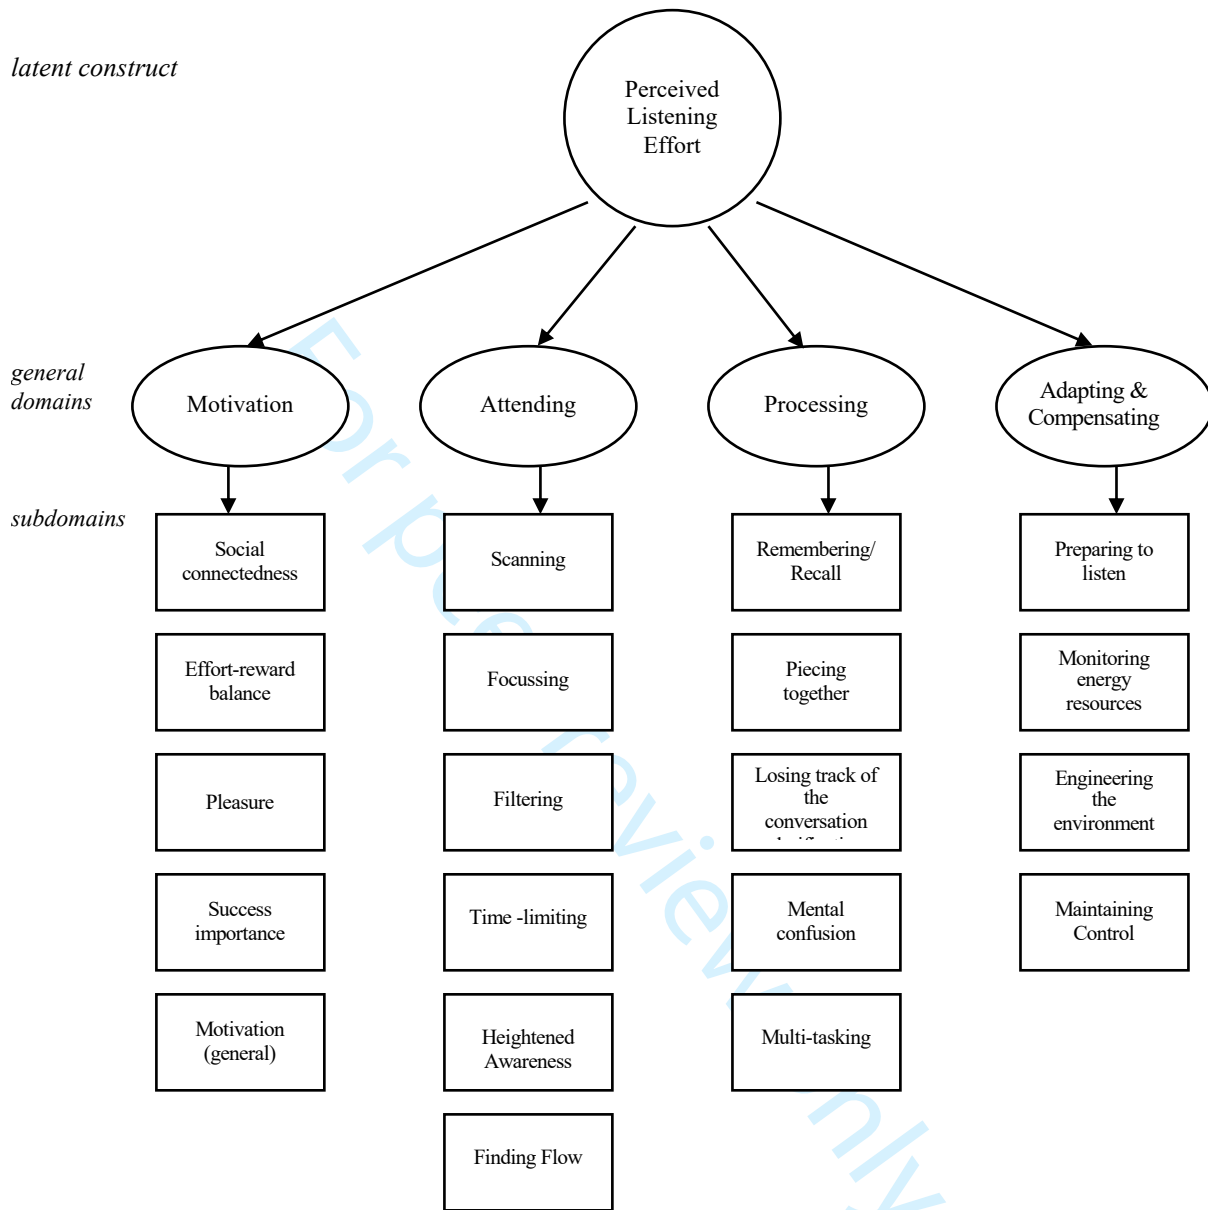 latent construct
Perceived
Listening
Effort
general
domains
Motivation
Attending
Processing
Adapting &
Compensating
subdomains
Social
connectedness
Scanning
Remembering/
Recall
Preparing to
listen
Effort-reward
balance
Focussing
Piecing
together
Monitoring
energy
resources
Pleasure
Filtering
Losing track of
the
conversation
Engineering
the
environment
Success
importance
Time -limiting
Mental
confusion
Maintaining
Control
Motivation
(general)
Heightened
Awareness
Multi-tasking
Finding Flow
For peer review only